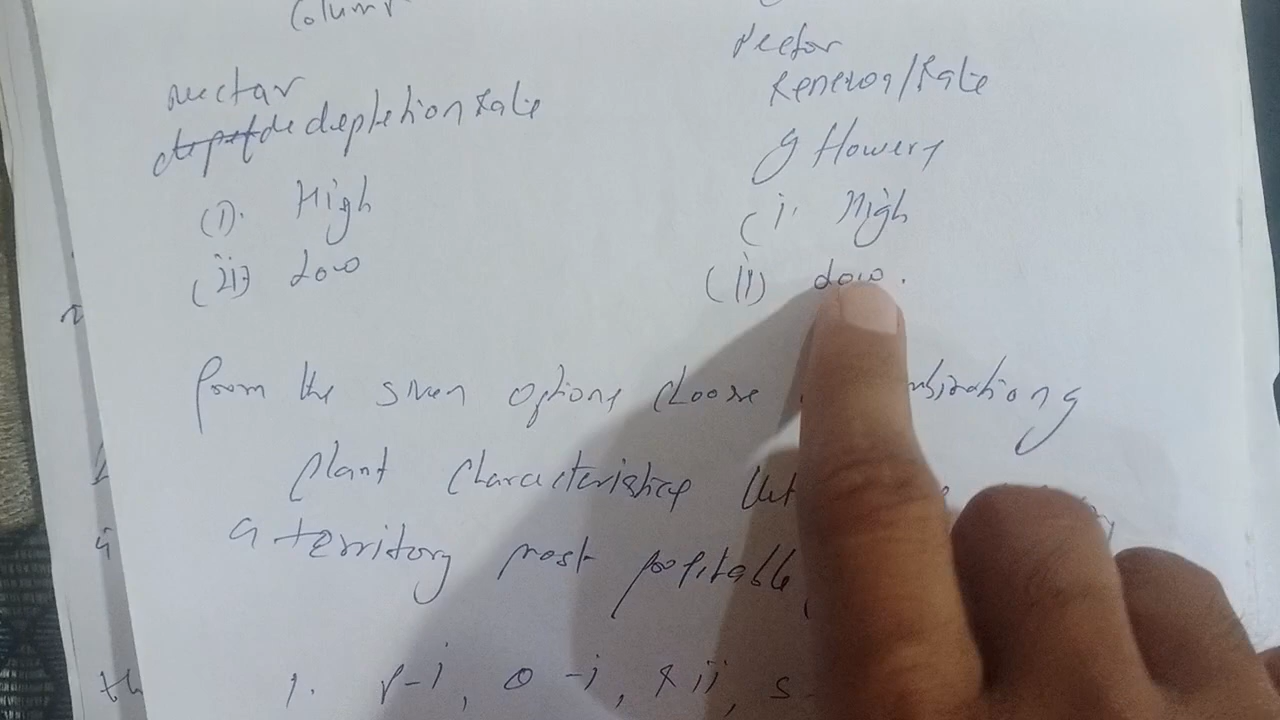 Column
Nectar
depletion rate
(i). High
(ii) Low
Nectar
Renewal/Rate
of flowers
(i. High
(ii) Low.
from the given options choose
plant characteristics
a territory most profitable
1. P-i, Q-i, R ii, S-